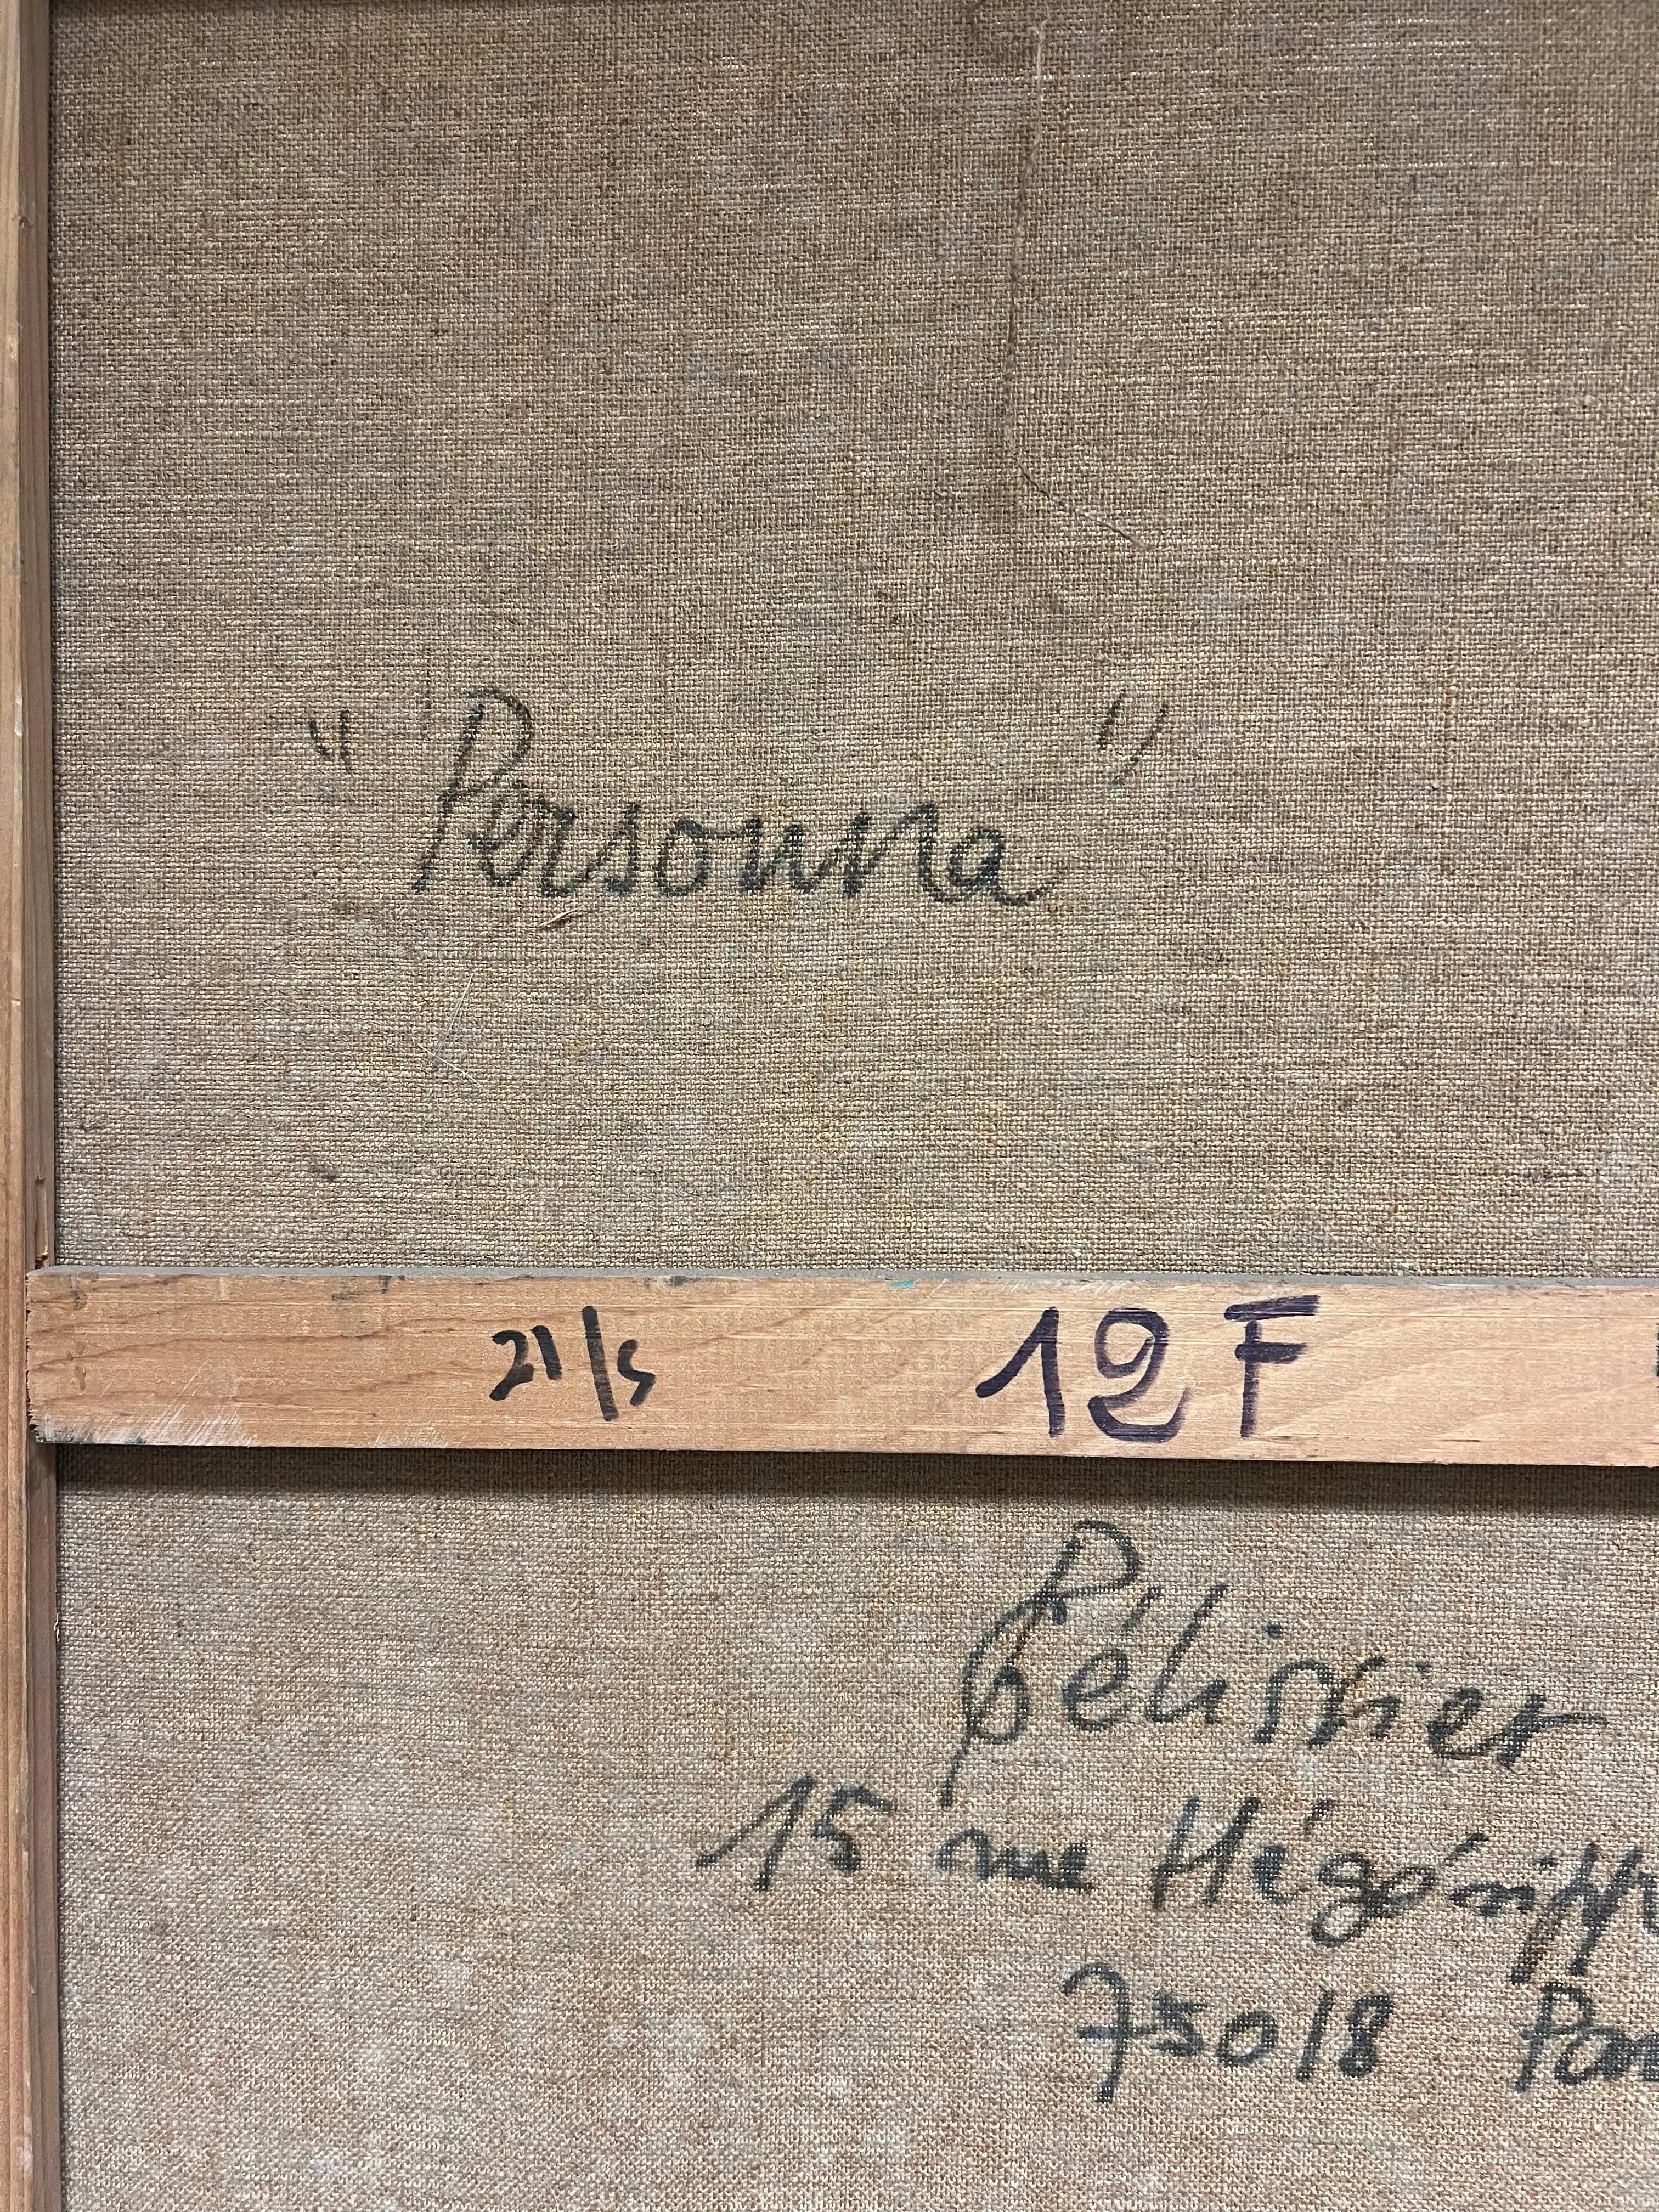 "Personna"
21/5 12F
Pélissier
15 rue Hégésipp
75018 Par